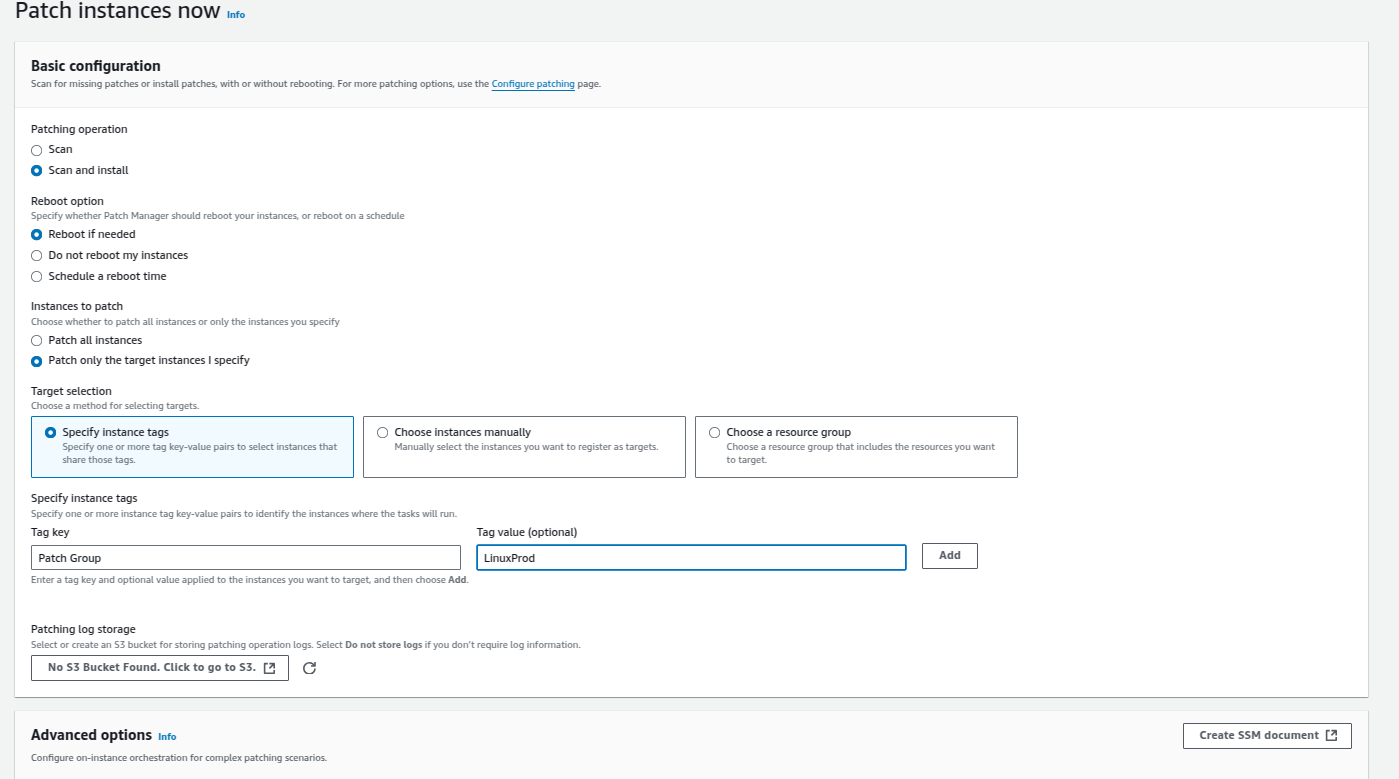 Patch instances now Info
Basic configuration
Scan for missing patches or install patches, with or without rebooting. For more patching options, use the Configure patching page.
Patching operation
Scan
Scan and install
Reboot option
Specify whether Patch Manager should reboot your instances, or reboot on a schedule
Reboot if needed
Do not reboot my instances
Schedule a reboot time
Instances to patch
Choose whether to patch all instances or only the instances you specify
Patch all instances
Patch only the target instances I specify
Target selection
Choose a method for selecting targets.
Specify instance tags
Specify one or more tag key-value pairs to select instances that
share those tags.
Choose instances manually
Manually select the instances you want to register as targets.
Choose a resource group
Choose a resource group that includes the resources you want
to target.
Specify instance tags
Specify one or more instance tag key-value pairs to identify the instances where the tasks will run.
Tag key
Tag value (optional)
Patch Group
LinuxProd
Add
Enter a tag key and optional value applied to the instances you want to target, and then choose Add.
Patching log storage
Select or create an S3 bucket for storing patching operation logs. Select Do not store logs if you don't require log information.
No S3 Bucket Found. Click to go to S3.
Advanced options Info
Create SSM document
Configure on-instance orchestration for complex patching scenarios.